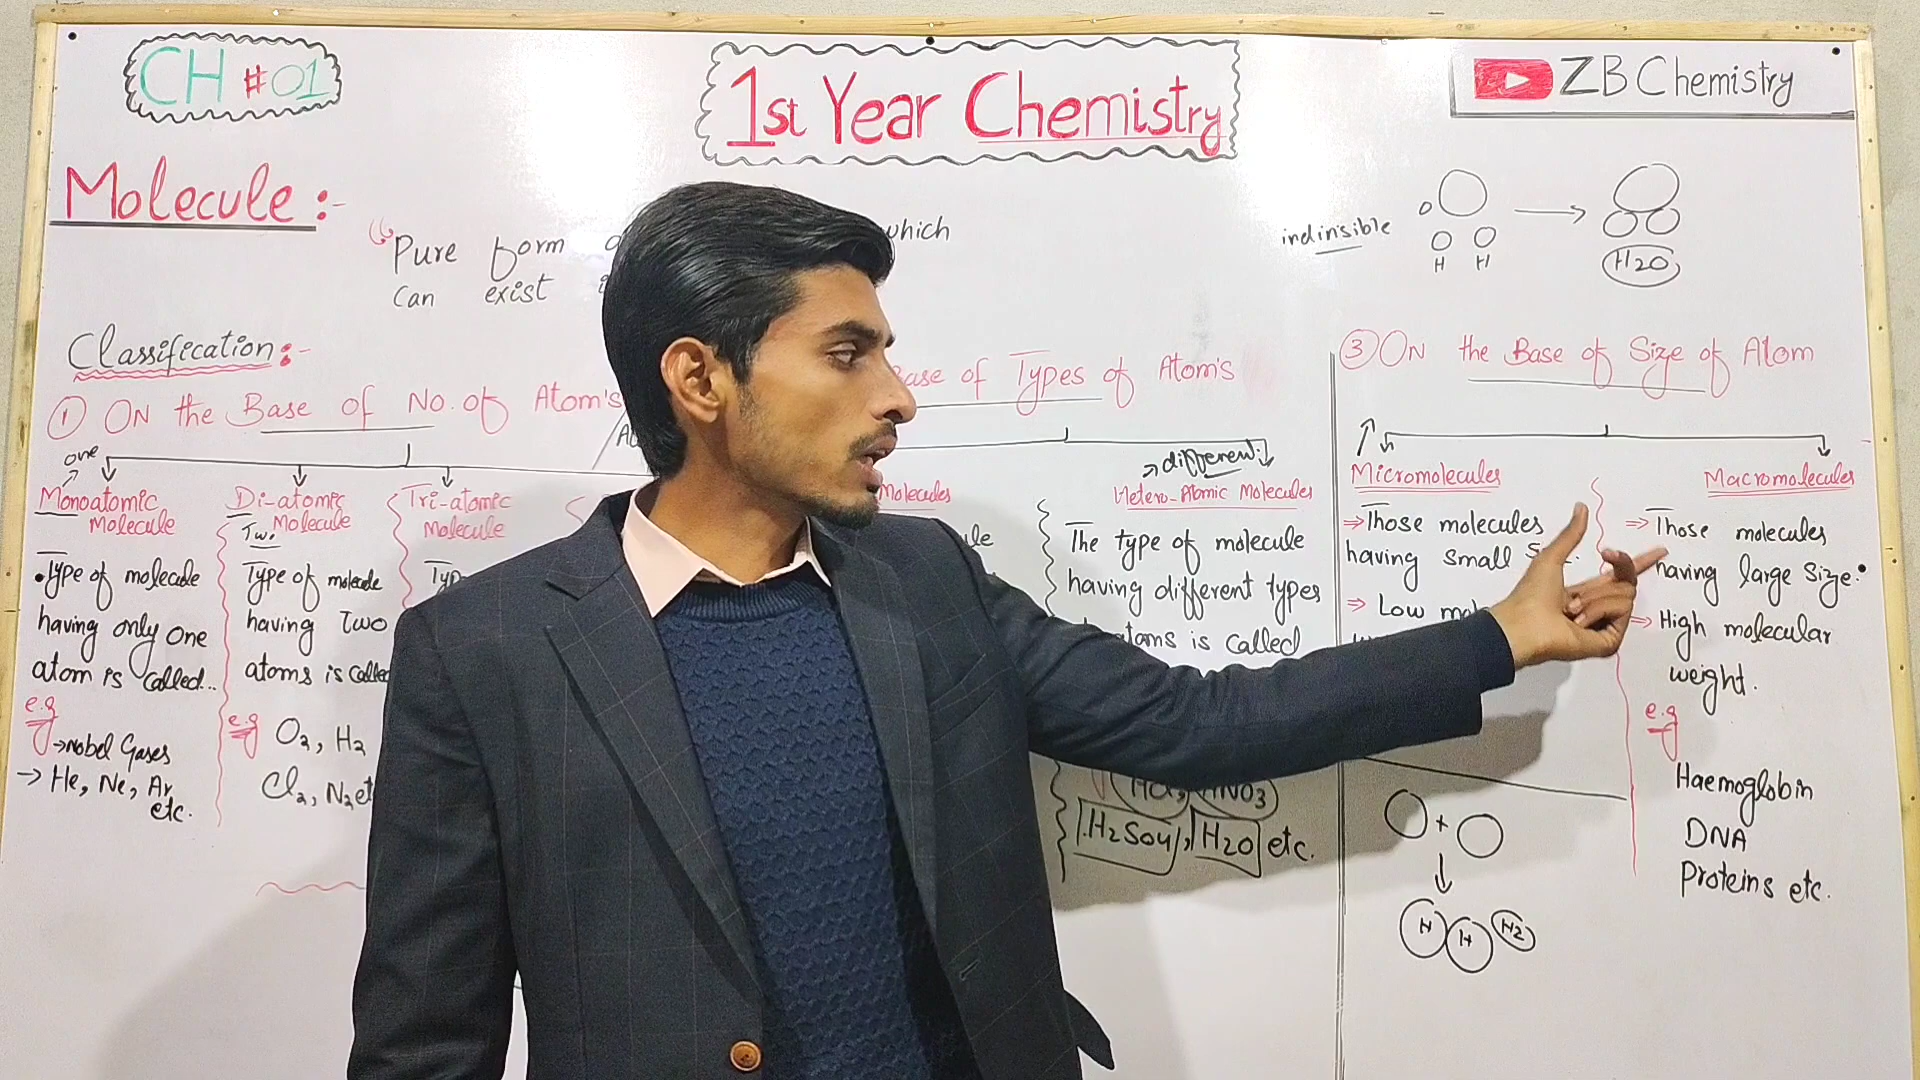 CH #01
1st Year Chemistry
ZB Chemistry
Molecule :-
Pure form which
can exist
indinisible
O
H H
H2O
Classification:-
① ON the Base of No. of Atom's
one
Monoatomic
Molecule
• Type of molecule
having only one
atom is called...
e.g
→ nobel Gases
→ He, Ne, Ar
etc.
Di-atomic
Two Molecule
Type of molecule
having Two
atoms is called
e.g O2, H2
Cl2, N2 et
Tri-atomic
Molecule
Base of Types of Atom's
Molecules
→ different
Hetero-Atomic Molecules
The type of molecule
having different types
atoms is called
HNO3
H2SO4, H2O etc.
③ ON the Base of Size of Atom
Micromolecules
⇒ Those molecules
having small
⇒ Low
+
H H H2
Macromolecules
⇒ Those molecules
having large size.
⇒ High molecular
weight.
e.g
Haemoglobin
DNA
Proteins etc.